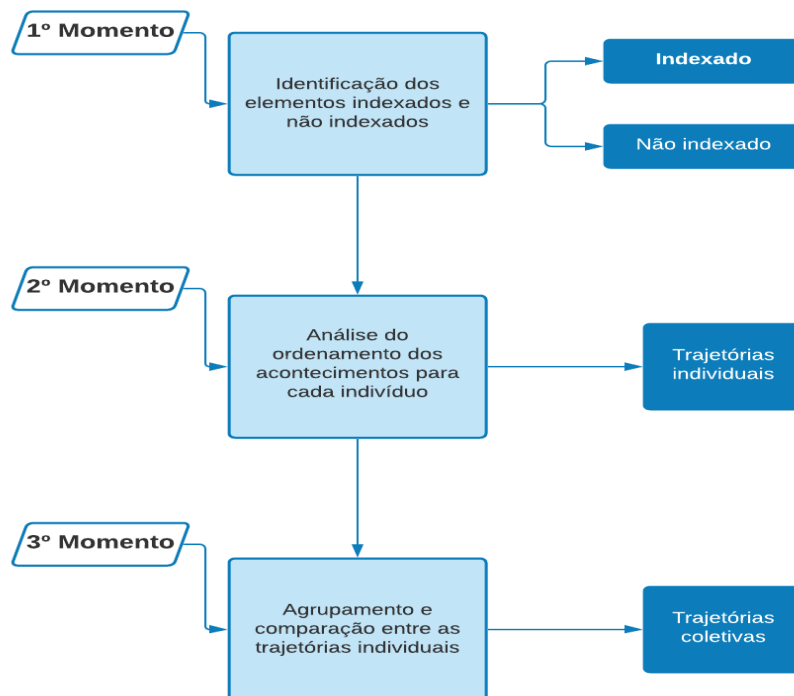 1º Momento
Identificação dos
elementos indexados e
não indexados
Indexado
Não indexado
2º Momento
Análise do
ordenamento dos
acontecimentos para
cada indivíduo
Trajetórias
individuais
3º Momento
Agrupamento e
comparação entre as
trajetórias individuais
Trajetórias
coletivas